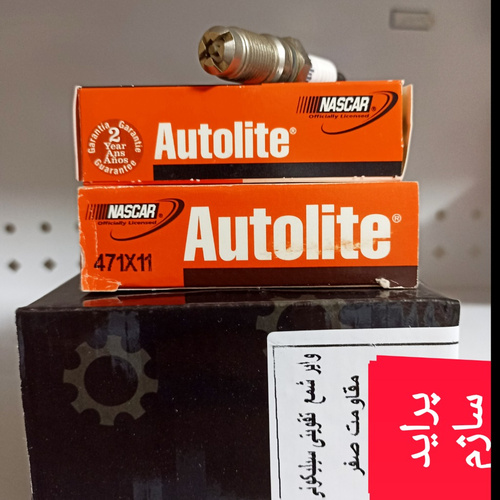 NASCAR®
Officially Licensed
Garantia Garantie
2
Year
Ans
Años
Guarantee
Autolite®
NASCAR®
Officially Licensed
471X11
Autolite®
وایر شمع تقویتی سیلیکونی
مقاومت صفر
پراید
سازم